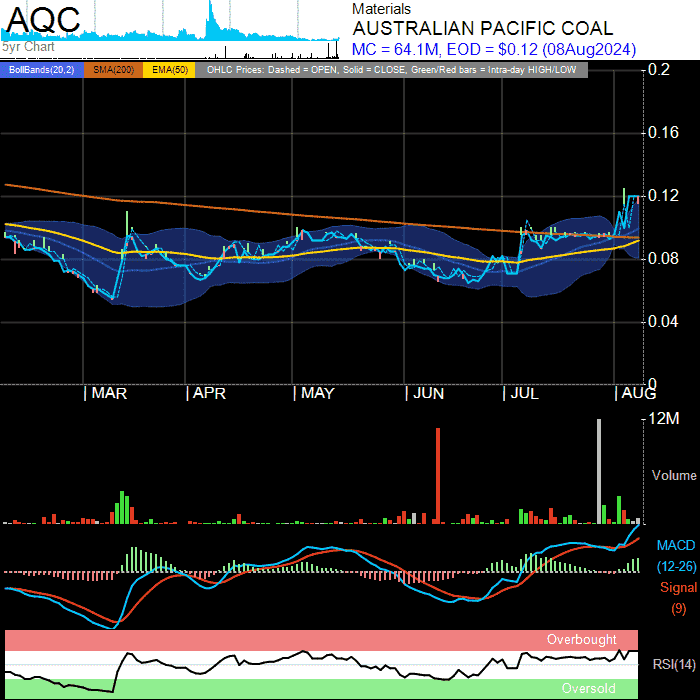 AQC
5yr Chart
Materials
AUSTRALIAN PACIFIC COAL
MC = 64.1M, EOD = $0.12 (08Aug2024)
BollBands(20,2) SMA(200) EMA(50) OHLC Prices: Dashed = OPEN, Solid = CLOSE, Green/Red bars = Intra-day HIGH/LOW
0.2
0.16
0.12
0.08
0.04
0
| MAR | APR | MAY | JUN | JUL | AUG
12M
Volume
MACD
(12-26)
Signal
(9)
Overbought
RSI(14)
Oversold